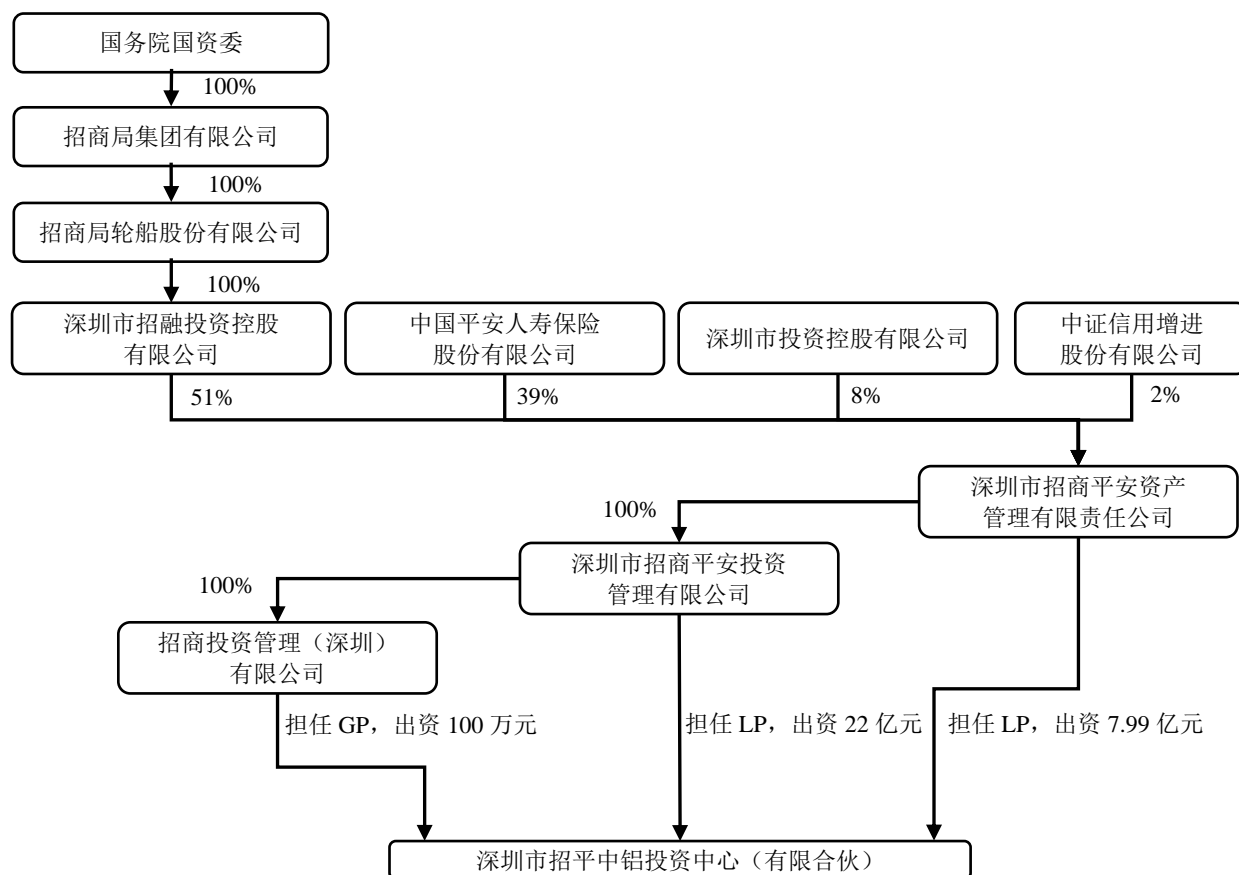 国务院国资委
100%
招商局集团有限公司
100%
招商局轮船股份有限公司
100%
深圳市招融投资控股
有限公司
中国平安人寿保险
股份有限公司
深圳市投资控股有限公司
中证信用增进
股份有限公司
51%
39%
8%
2%
深圳市招商平安资产
管理有限责任公司
100%
深圳市招商平安投资
管理有限公司
100%
招商投资管理（深圳）
有限公司
担任 GP，出资 100 万元
担任 LP，出资 22 亿元
担任 LP，出资 7.99 亿元
深圳市招平中铝投资中心（有限合伙）